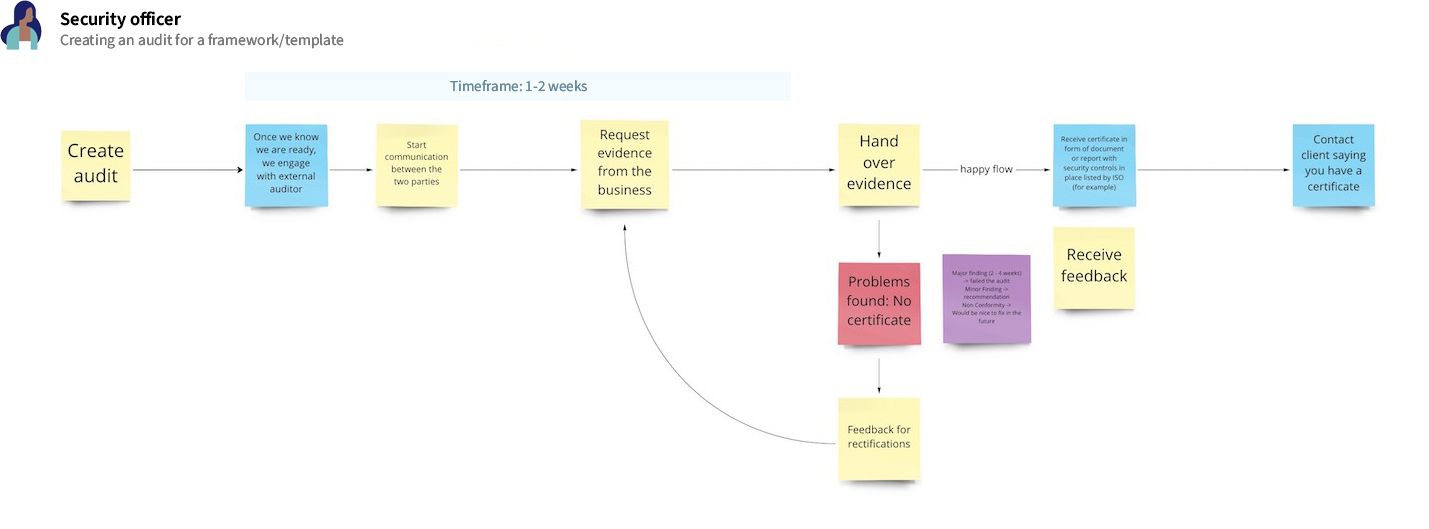 Security officer
Creating an audit for a framework/template
Timeframe: 1-2 weeks
Create
audit
Once we know
we are ready,
we engage
with external
auditor
Start
communication
between the
two parties
Request
evidence
from the
business
Hand
over
evidence
happy flow
Receive certificate in
form of document
or report with
security controls in
place listed by ISO
(for example)
Contact
client saying
you have a
certificate
Receive
feedback
Problems
found: No
certificate
Major finding (2 - 4 weeks)
-> failed the audit
Minor Finding ->
recommendation
Non Conformity ->
Would be nice to fix in the
future
Feedback for
rectifications